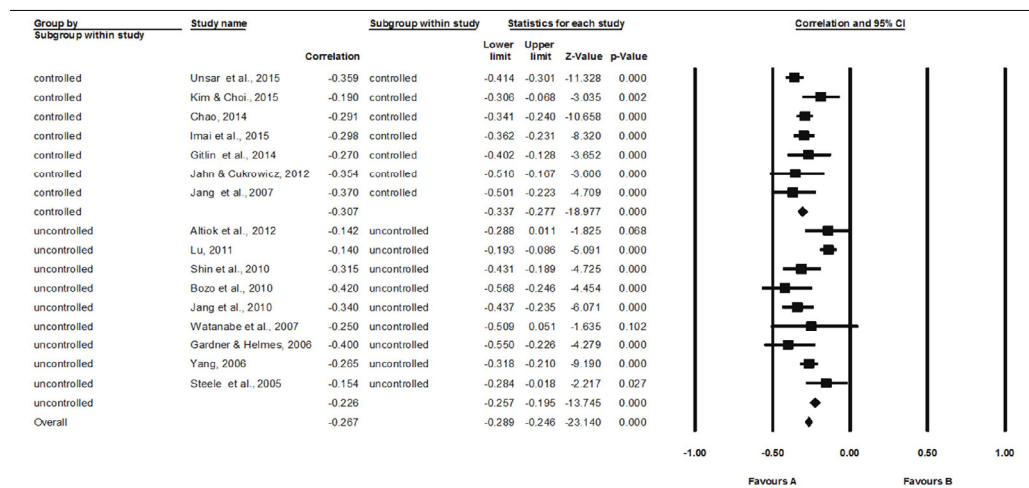 Group by Study name Subgroup within study Statistics for each study Correlation and 95% CI
Subgroup within study
Lower Upper
Correlation limit limit Z-Value p-Value
controlled Unsar et al., 2015 -0.359 controlled -0.414 -0.301 -11.328 0.000
controlled Kim & Choi., 2015 -0.190 controlled -0.306 -0.068 -3.035 0.002
controlled Chao, 2014 -0.291 controlled -0.341 -0.240 -10.658 0.000
controlled Imai et al., 2015 -0.298 controlled -0.362 -0.231 -8.320 0.000
controlled Gitlin et al., 2014 -0.270 controlled -0.402 -0.128 -3.652 0.000
controlled Jahn & Cukrowicz, 2012 -0.354 controlled 0.000
controlled Jang et al., 2007 -0.370 controlled -0.501 -0.223 -4.709 0.000
controlled -0.307 -0.337 -0.277 -18.977 0.000
uncontrolled Altiok et al., 2012 -0.142 uncontrolled -0.288 0.011 -1.825 0.068
uncontrolled Lu, 2011 -0.140 uncontrolled -0.193 -0.086 -5.091 0.000
uncontrolled Shin et al., 2010 -0.315 uncontrolled -0.431 -0.189 -4.725 0.000
uncontrolled Bozo et al., 2010 -0.420 uncontrolled -0.568 -0.246 -4.454 0.000
uncontrolled Jang et al., 2010 -0.340 uncontrolled -0.437 -0.235 -6.071 0.000
uncontrolled Watanabe et al., 2007 -0.250 uncontrolled -0.509 0.051 -1.635 0.102
uncontrolled Gardner & Helmes, 2006 -0.400 uncontrolled -0.550 -0.226 -4.279 0.000
uncontrolled Yang, 2006 -0.265 uncontrolled -0.318 -0.210 -9.190 0.000
uncontrolled Steele et al., 2005 -0.154 uncontrolled -0.284 -0.018 -2.217 0.027
uncontrolled -0.226 -0.257 -0.195 -13.745 0.000
Overall -0.267 -0.289 -0.246 -23.140 0.000
-1.00 -0.50 0.00 0.50 1.00
Favours A Favours B